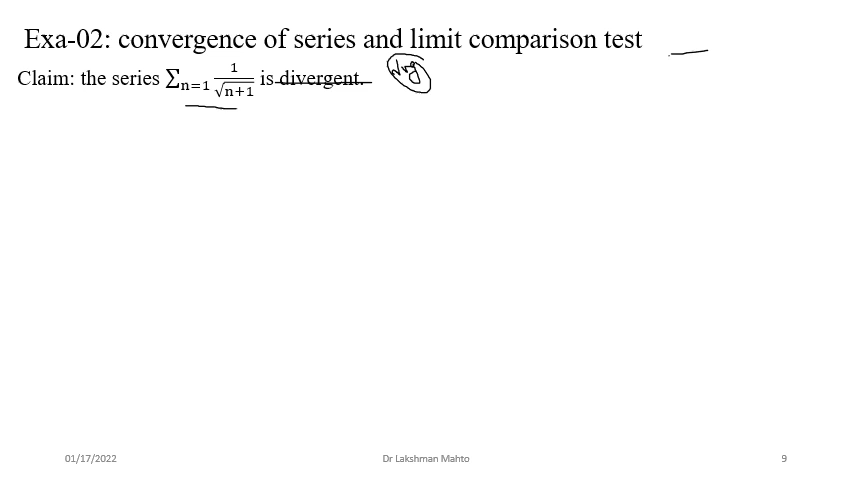 Exa-02: convergence of series and limit comparison test
Claim: the series ∑n=1 1/√n+1 is divergent.
01/17/2022 Dr Lakshman Mahto 9